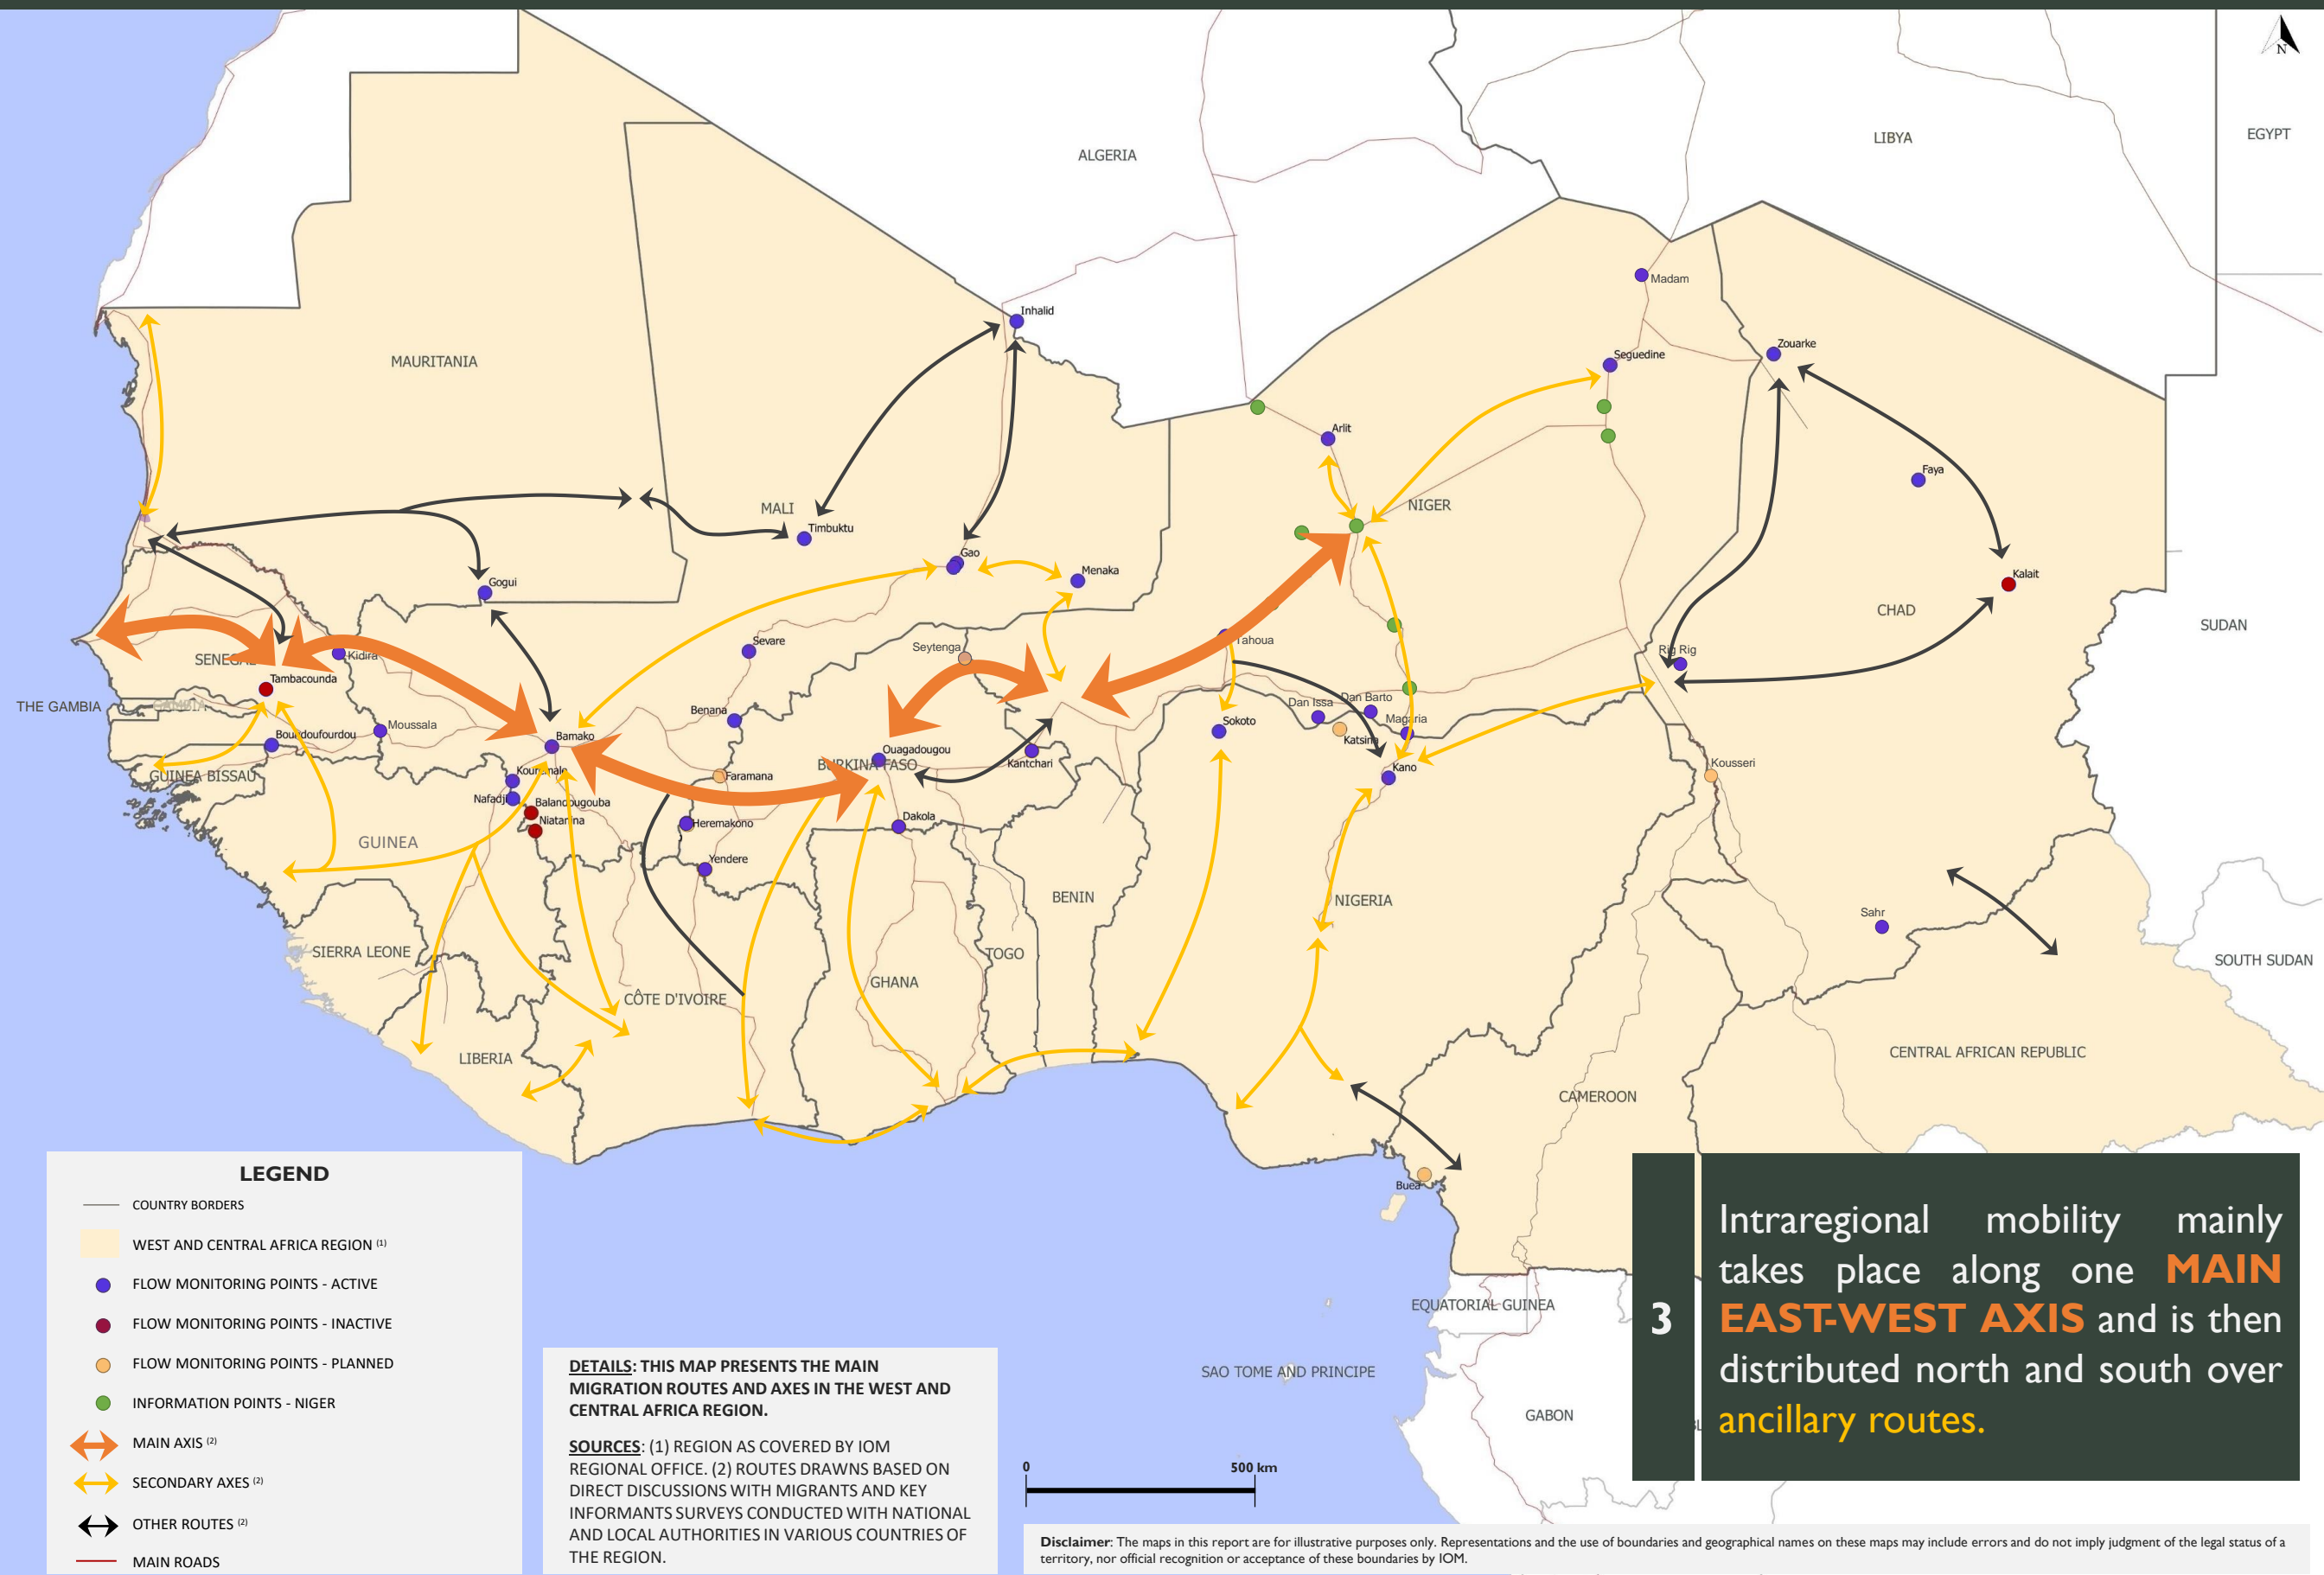 N
ALGERIA
LIBYA
EGYPT
Madam
Inhalid
Zouarke
MAURITANIA
Seguedine
Arlit
Faya
NIGER
MALI
Timbuktu
Gao
Menaka
Gogui
Kalait
CHAD
SUDAN
Sevare
Tahoua
Seytenga
Kidira
SENEGAL
Rig Rig
Tambacounda
THE GAMBIA
GAMBIA
Benana
Dan Barto
Dan Issa
Magaria
Moussala
Sokoto
Boundoufourdou
Bamako
Katsina
Ouagadougou
Kantchari
BURKINA FASO
Kousseri
GUINEA BISSAU
Kouremale
Faramana
Kano
Nafadji
Balandougouba
Niatanina
Heremakono
Dakola
GUINEA
Yendere
BENIN
NIGERIA
Sahr
SIERRA LEONE
TOGO
SOUTH SUDAN
GHANA
CÔTE D'IVOIRE
LIBERIA
CENTRAL AFRICAN REPUBLIC
CAMEROON
Buea
EQUATORIAL GUINEA
SAO TOME AND PRINCIPE
GABON
LEGEND
COUNTRY BORDERS
WEST AND CENTRAL AFRICA REGION (1)
FLOW MONITORING POINTS - ACTIVE
FLOW MONITORING POINTS - INACTIVE
FLOW MONITORING POINTS - PLANNED
INFORMATION POINTS - NIGER
MAIN AXIS (2)
SECONDARY AXES (2)
OTHER ROUTES (2)
MAIN ROADS
DETAILS: THIS MAP PRESENTS THE MAIN
MIGRATION ROUTES AND AXES IN THE WEST AND
CENTRAL AFRICA REGION.
SOURCES: (1) REGION AS COVERED BY IOM
REGIONAL OFFICE. (2) ROUTES DRAWNS BASED ON
DIRECT DISCUSSIONS WITH MIGRANTS AND KEY
INFORMANTS SURVEYS CONDUCTED WITH NATIONAL
AND LOCAL AUTHORITIES IN VARIOUS COUNTRIES OF
THE REGION.
0 500 km
3
Intraregional mobility mainly
takes place along one MAIN
EAST-WEST AXIS and is then
distributed north and south over
ancillary routes.
Disclaimer: The maps in this report are for illustrative purposes only. Representations and the use of boundaries and geographical names on these maps may include errors and do not imply judgment of the legal status of a
territory, nor official recognition or acceptance of these boundaries by IOM.